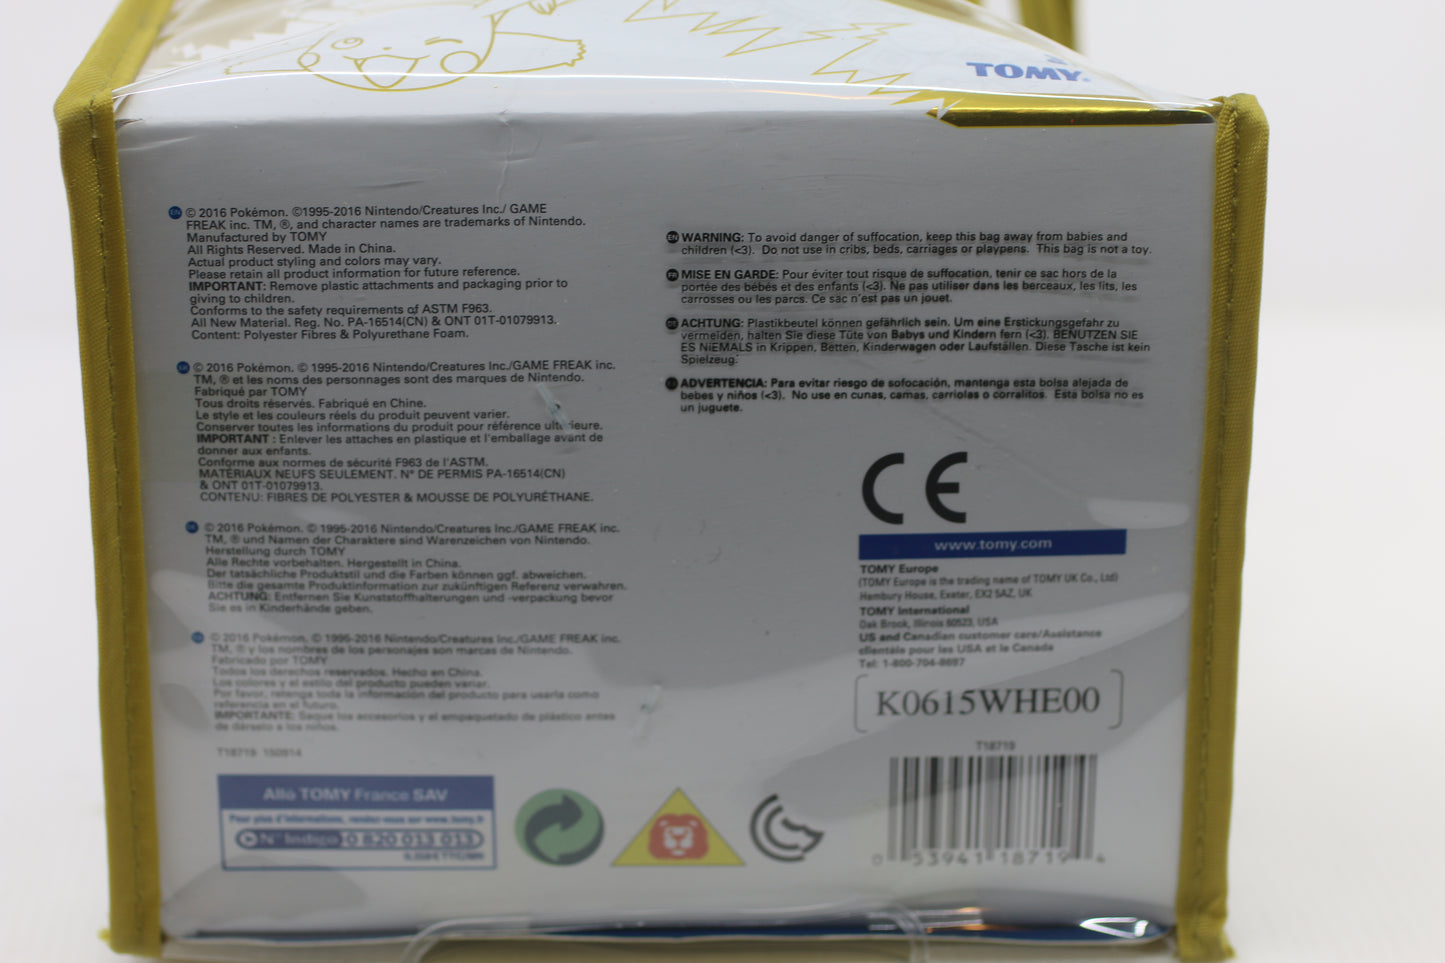 TOMY
EN © 2016 Pokémon. ©1995-2016 Nintendo/Creatures Inc./ GAME
FREAK inc. TM, ®, and character names are trademarks of Nintendo.
Manufactured by TOMY
All Rights Reserved. Made in China.
Actual product styling and colors may vary.
Please retain all product information for future reference.
IMPORTANT: Remove plastic attachments and packaging prior to
giving to children.
Conforms to the safety requirements of ASTM F963.
All New Material. Reg. No. PA-16514(CN) & ONT 01T-01079913.
Content: Polyester Fibres & Polyurethane Foam.
FR © 2016 Pokémon. © 1995-2016 Nintendo/Creatures Inc./GAME FREAK inc.
TM, ® et les noms des personnages sont des marques de Nintendo.
Fabriqué par TOMY
Tous droits réservés. Fabriqué en Chine.
Le style et les couleurs réels du produit peuvent varier.
Conserver toutes les informations du produit pour référence ultérieure.
IMPORTANT : Enlever les attaches en plastique et l'emballage avant de
donner aux enfants.
Conforme aux normes de sécurité F963 de l'ASTM.
MATÉRIAUX NEUFS SEULEMENT. N° DE PERMIS PA-16514(CN)
& ONT 01T-01079913.
CONTENU: FIBRES DE POLYESTER & MOUSSE DE POLYURÉTHANE.
DE © 2016 Pokémon. © 1995-2016 Nintendo/Creatures Inc./GAME FREAK inc.
TM, ® und Namen der Charaktere sind Warenzeichen von Nintendo.
Herstellung durch TOMY
Alle Rechte vorbehalten. Hergestellt in China.
Der tatsächliche Produktstil und die Farben können ggf. abweichen.
Bitte die gesamte Produktinformation zur zukünftigen Referenz verwahren.
ACHTUNG: Entfernen Sie Kunststoffhalterungen und -verpackung bevor
Sie es in Kinderhände geben.
© 2016 Pokémon. © 1995-2016 Nintendo/Creatures Inc./GAME FREAK inc.
TM, ® y los nombres de los personajes son marcas de Nintendo.
Fabricado por TOMY
Todos los derechos reservados. Hecho en China.
Los colores y el estilo del producto pueden variar.
Por favor, retenga toda la información del producto para usarla como
referencia en el futuro.
IMPORTANTE: Saque los accesorios y el empaquetado de plástico antes
de dárselo a los niños.
T18719 150914
Allô TOMY France SAV
Pour plus d'informations, rendez-vous sur www.tomy.fr
N° Indigo 0 820 013 013
EN WARNING: To avoid danger of suffocation, keep this bag away from babies and
children (<3). Do not use in cribs, beds, carriages or playpens. This bag is not a toy.
FR MISE EN GARDE: Pour éviter tout risque de suffocation, tenir ce sac hors de la
portée des bébés et des enfants (<3). Ne pas utiliser dans les berceaux, les lits, les
carrosses ou les parcs. Ce sac n'est pas un jouet.
DE ACHTUNG: Plastikbeutel können gefährlich sein. Um eine Erstickungsgefahr zu
vermeiden, halten Sie diese Tüte von Babys und Kindern fern (<3). BENUTZEN SIE
ES NiEMALS in Krippen, Betten, Kinderwagen oder Laufställen. Diese Tasche ist kein
Spielzeug.
ADVERTENCIA: Para evitar riesgo de sofocación, mantenga esta bolsa alejada de
bebes y niños (<3). No use en cunas, camas, carriolas o corralitos. Esta bolsa no es
un juguete.
CE
www.tomy.com
TOMY Europe
(TOMY Europe is the trading name of TOMY UK Co., Ltd)
Hembury House, Exeter, EX2 5AZ, UK
TOMY International
Oak Brook, Illinois 60523, USA
US and Canadian customer care/Assistance
clientèle pour les USA et le Canada
Tel: 1-800-704-8697
K0615WHE00
T18719
0 53941 18719 4